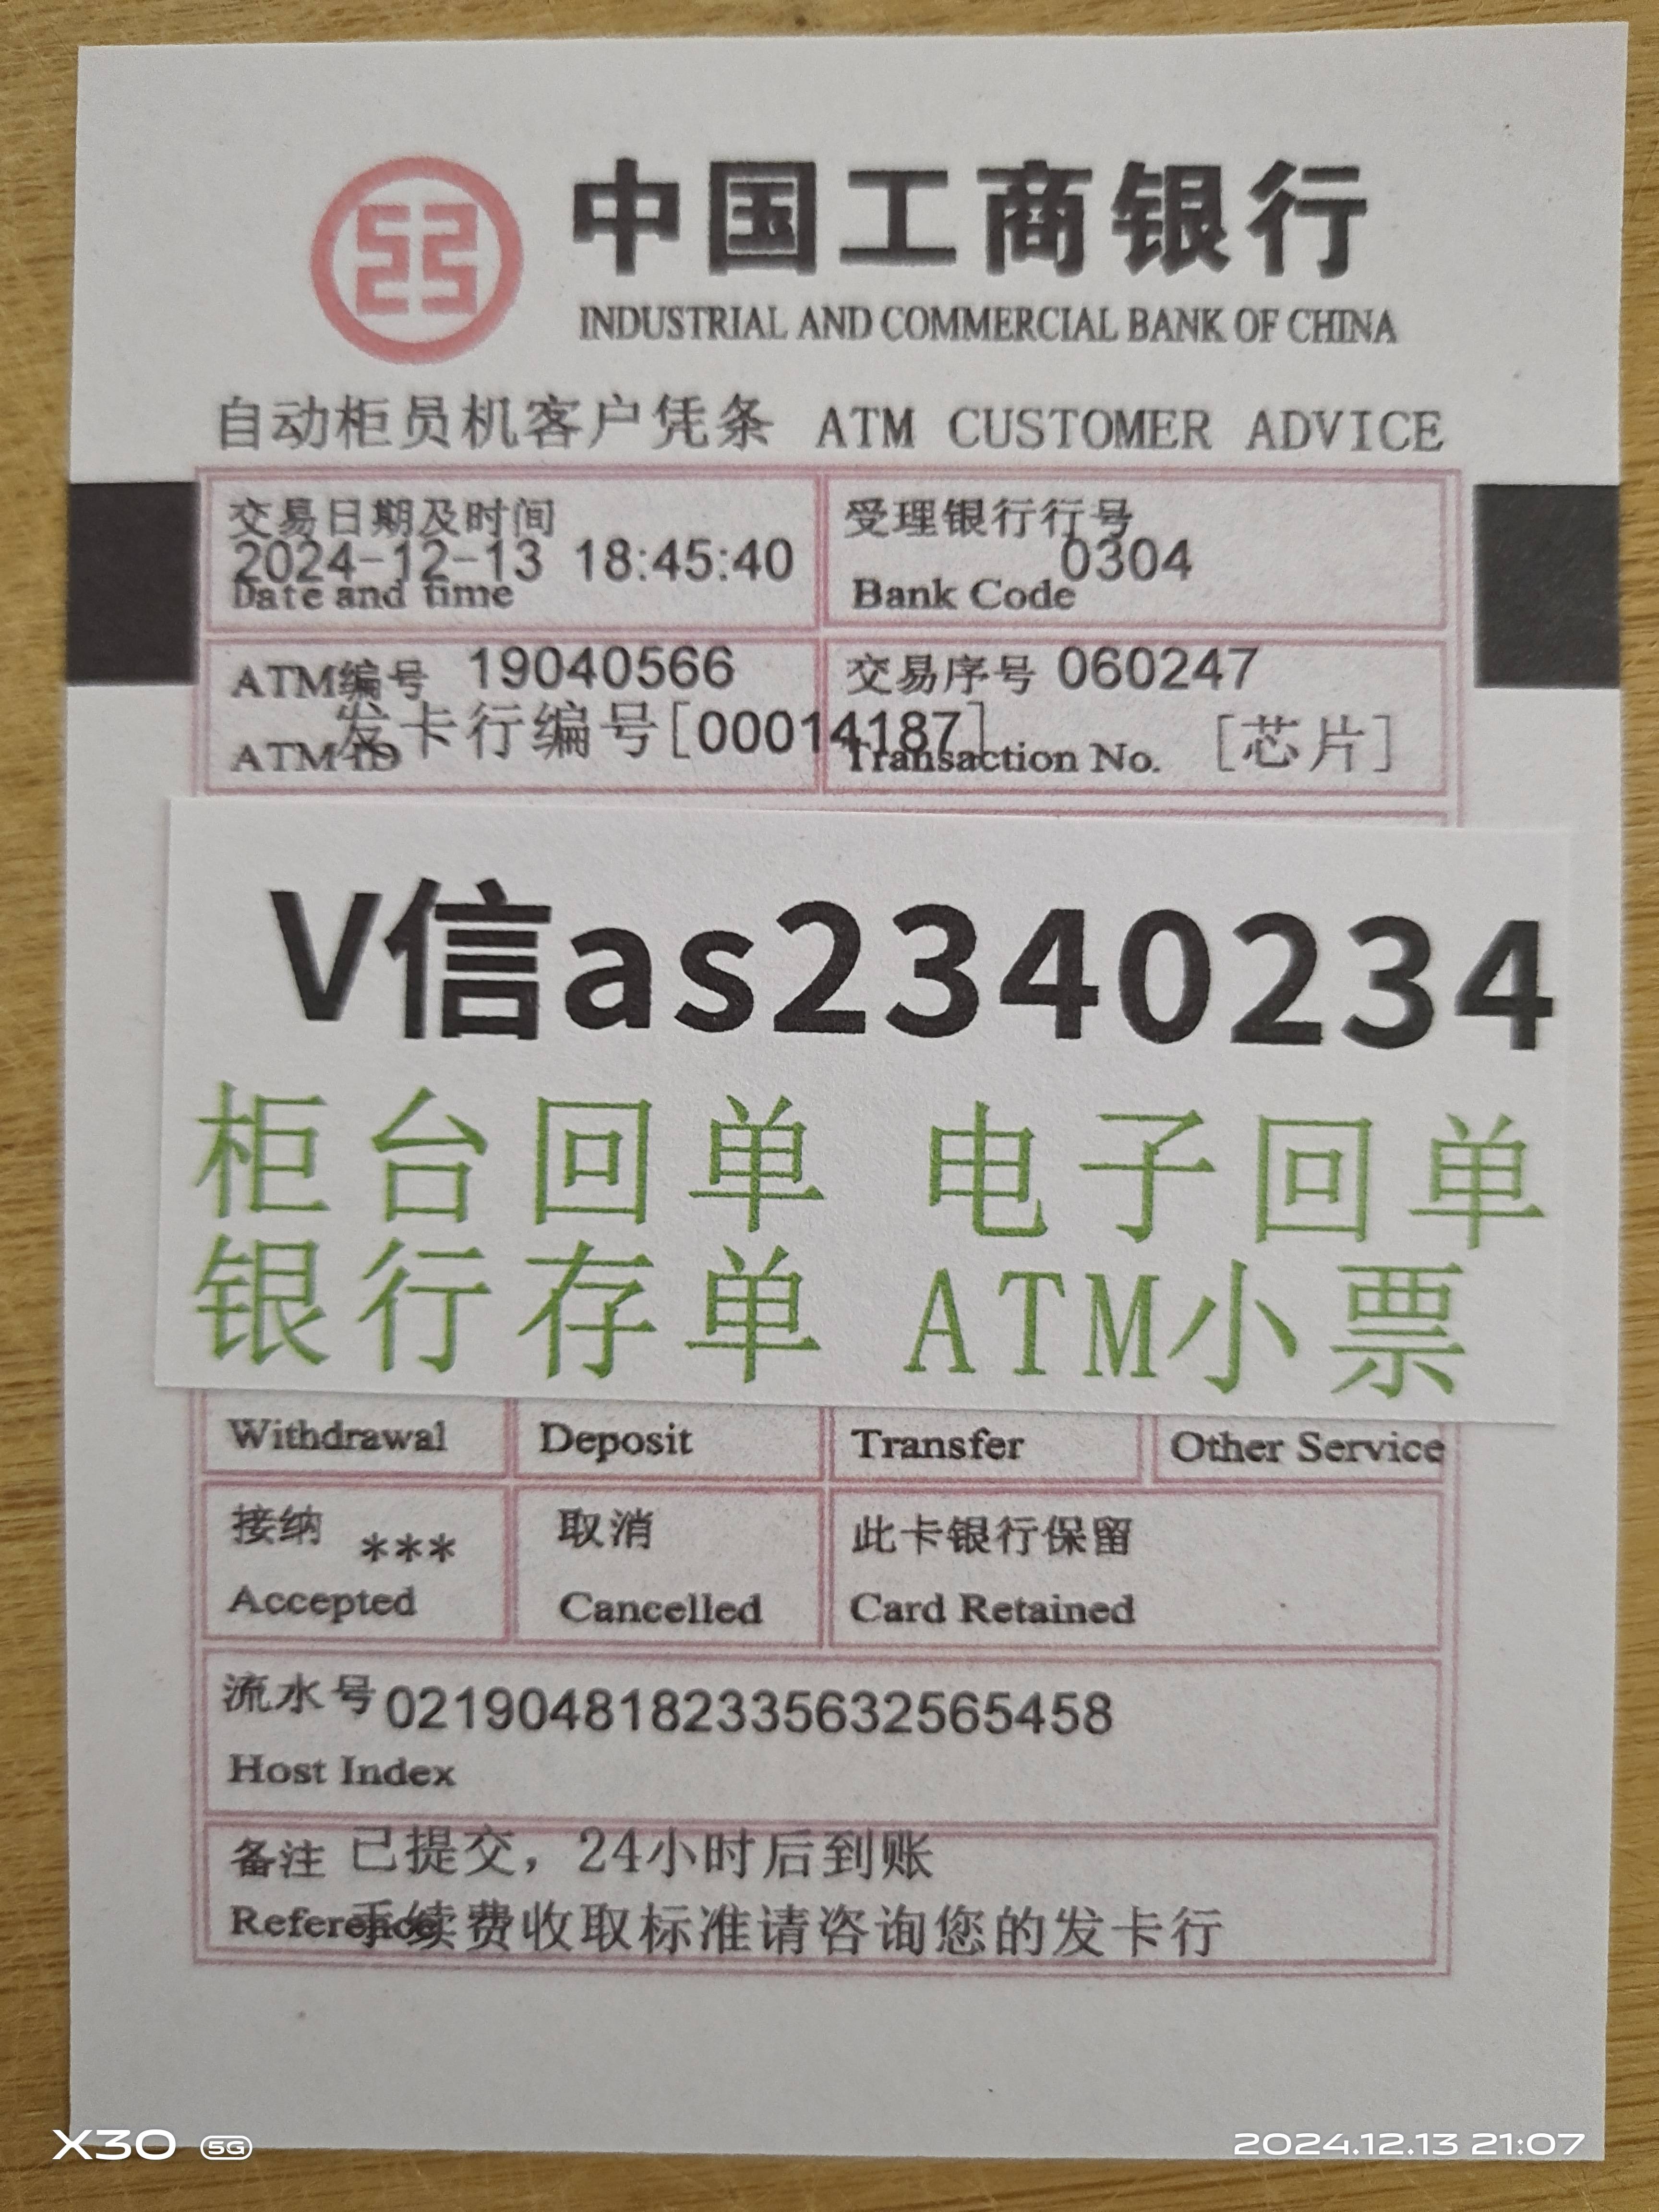 中国工商银行
INDUSTRIAL AND COMMERCIAL BANK OF CHINA
自动柜员机客户凭条 ATM CUSTOMER ADVICE
交易日期及时间
2024-12-13 18:45:40
Date and time
受理银行行号
0304
Bank Code
ATM编号 19040566
交易序号 060247
发卡行编号[00014187] [芯片]
ATM ID
Transaction No.
V信as2340234
柜台回单 电子回单
银行存单 ATM小票
Withdrawal Deposit Transfer Other Service
接纳 *** 取消 此卡银行保留
Accepted Cancelled Card Retained
流水号 0219048182335632565458
Host Index
备注 已提交，24小时后到账
Reference 手续费收取标准请咨询您的发卡行
X30 5G
2024.12.13 21:07